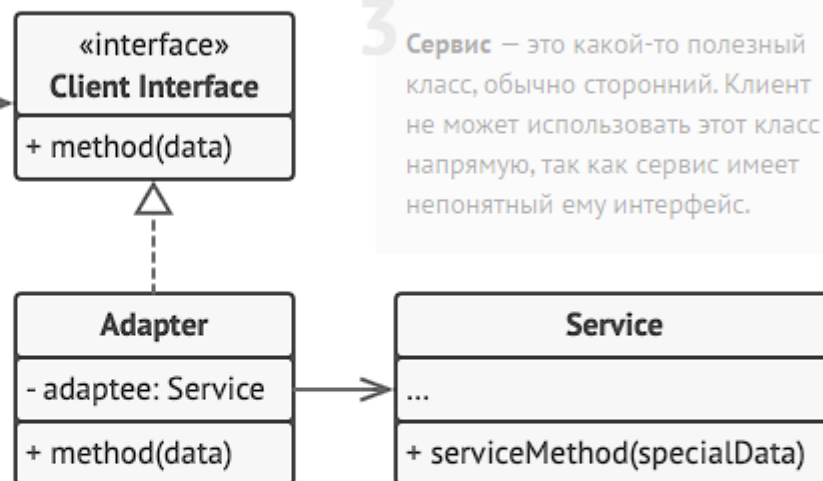 «interface»
Client Interface
+ method(data)
3
Сервис — это какой-то полезный
класс, обычно сторонний. Клиент
не может использовать этот класс
напрямую, так как сервис имеет
непонятный ему интерфейс.
Adapter
- adaptee: Service
+ method(data)
Service
...
+ serviceMethod(specialData)